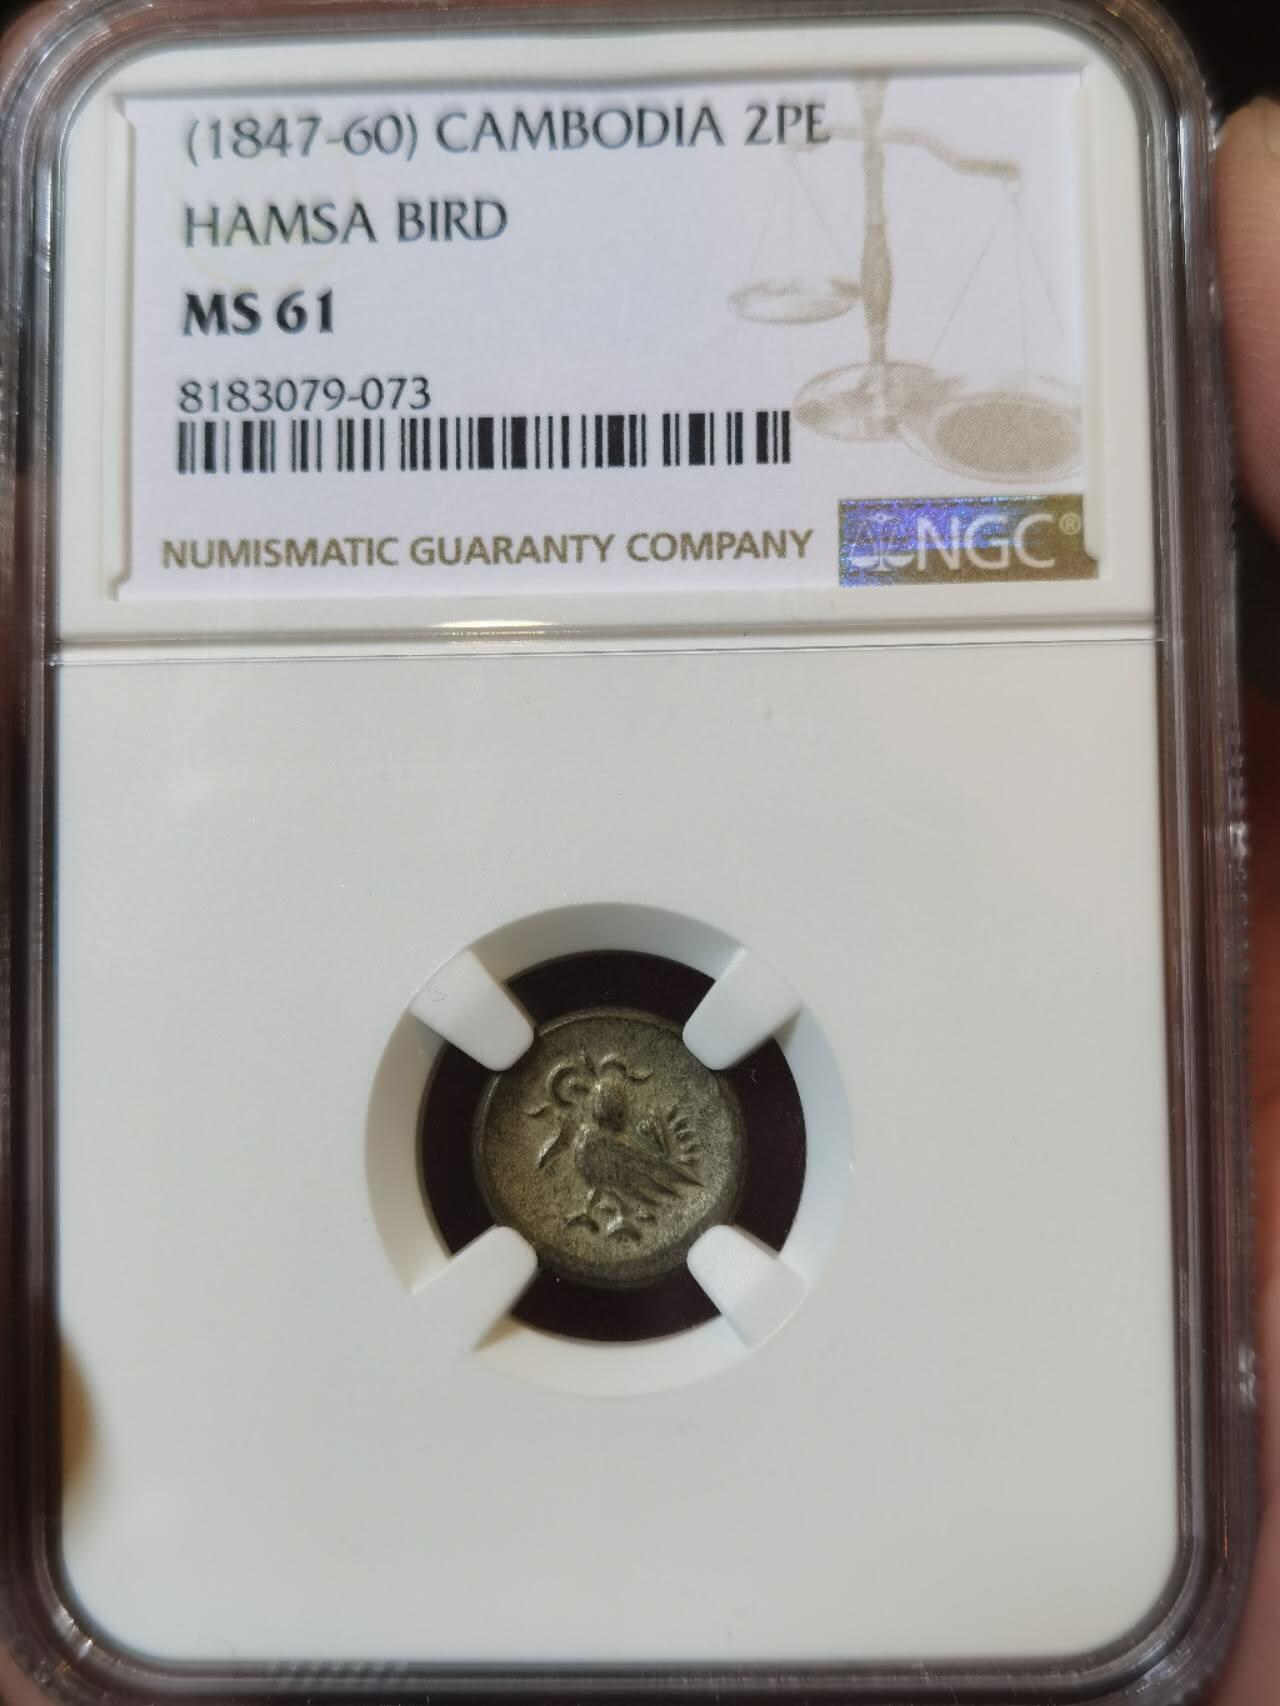 (1847-60) CAMBODIA 2PE
HAMSA BIRD
MS 61
8183079-073
NUMISMATIC GUARANTY COMPANY
NGC®